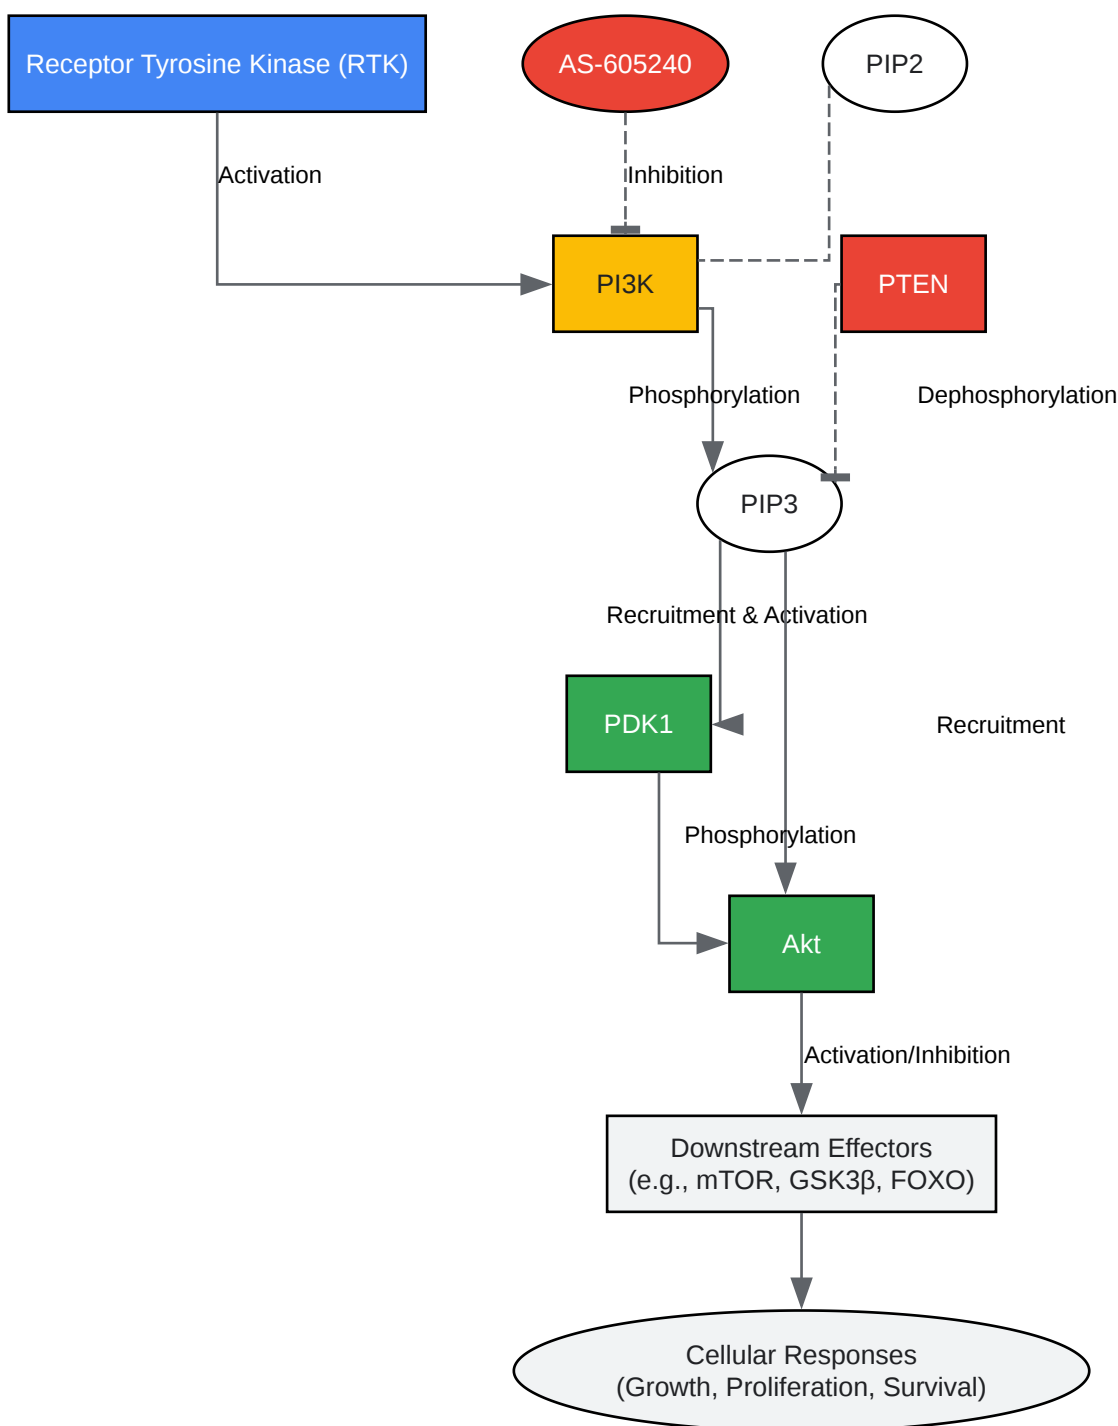 Receptor Tyrosine Kinase (RTK)
AS-605240
PIP2
Activation
Inhibition
PI3K
PTEN
Phosphorylation
Dephosphorylation
PIP3
Recruitment & Activation
PDK1
Recruitment
Phosphorylation
Akt
Activation/Inhibition
Downstream Effectors
(e.g., mTOR, GSK3β, FOXO)
Cellular Responses
(Growth, Proliferation, Survival)